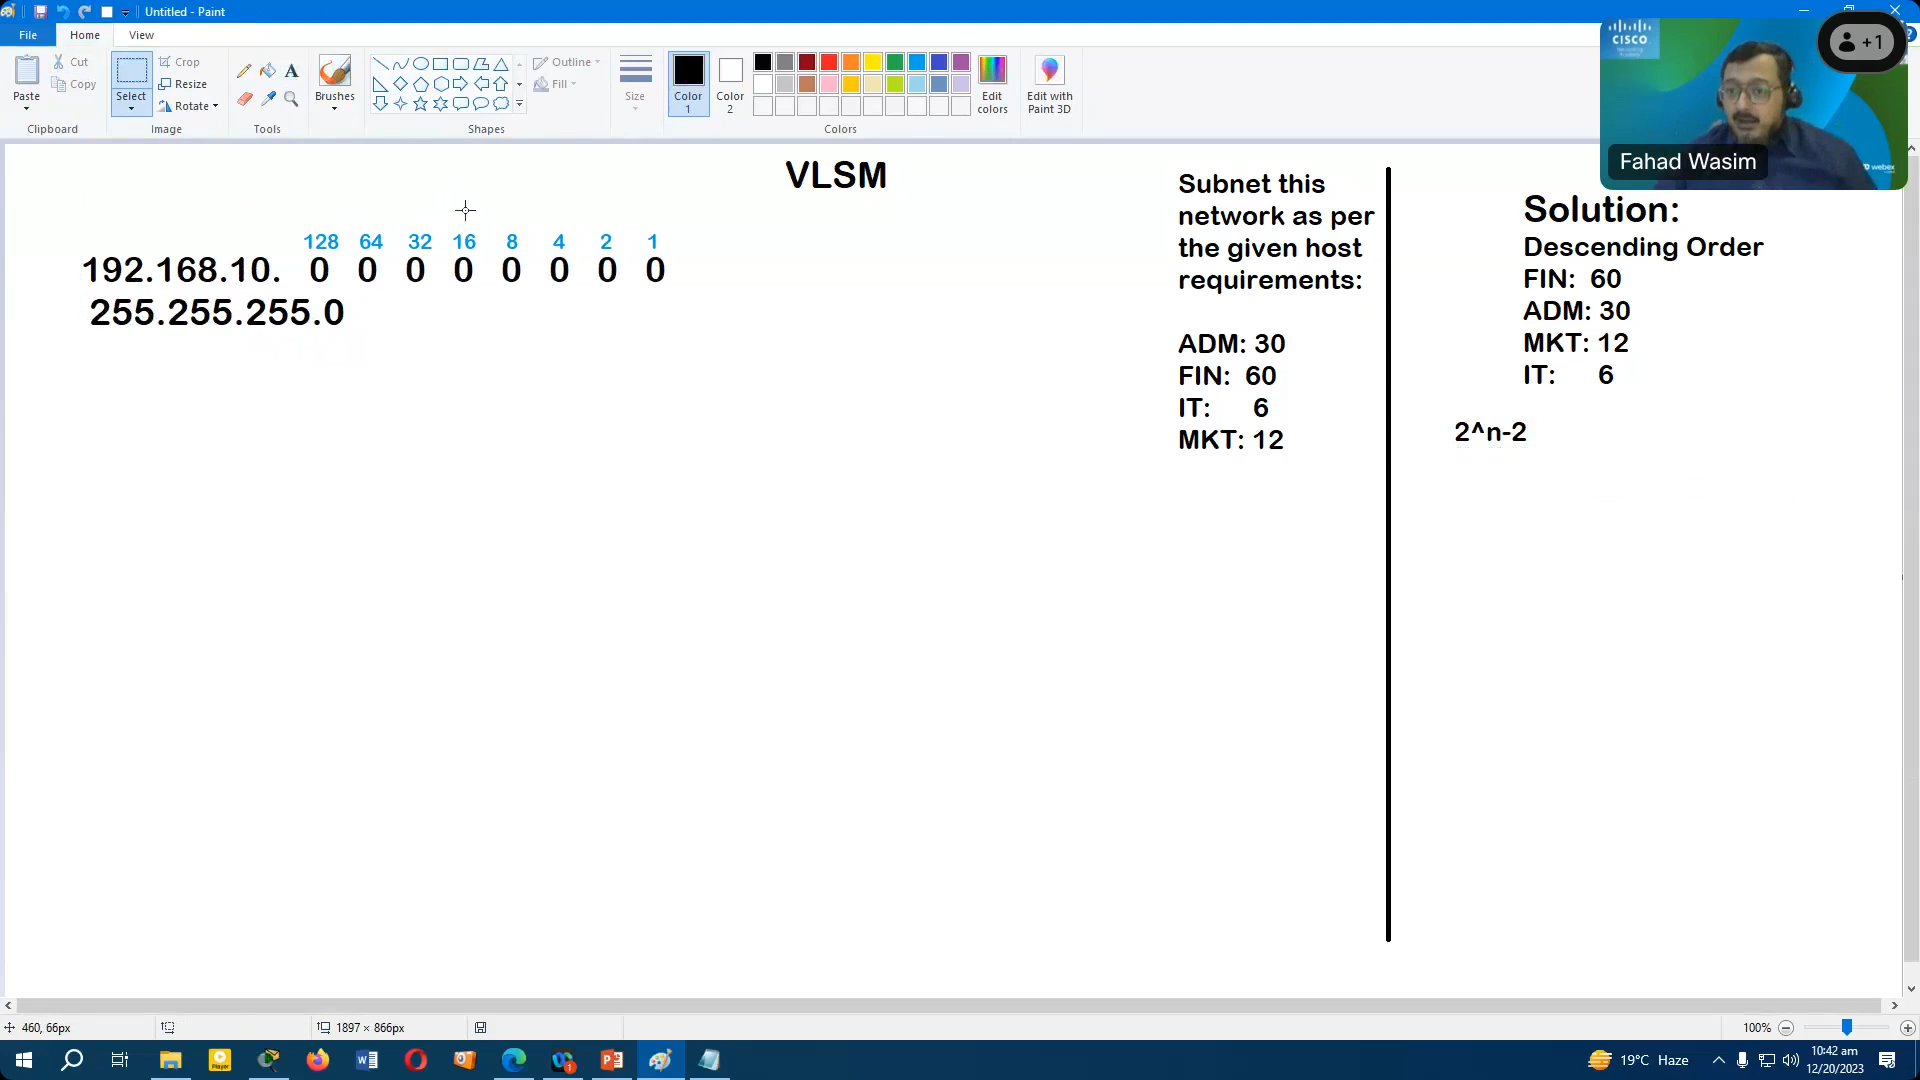 Untitled - Paint
File Home View
Paste
Cut
Copy
Clipboard
Select
Crop
Resize
Rotate
Image
Tools
Brushes
Shapes
Outline
Fill
Size
Color 1
Color 2
Colors
Edit colors
Edit with Paint 3D
CISCO
webex
+1
Fahad Wasim
VLSM
128 64 32 16 8 4 2 1
192.168.10. 0 0 0 0 0 0 0 0
255.255.255.0
Subnet this
network as per
the given host
requirements:
ADM: 30
FIN: 60
IT: 6
MKT: 12
Solution:
Descending Order
FIN: 60
ADM: 30
MKT: 12
IT: 6
2^n-2
460, 66px
1897 × 866px
100%
19°C Haze
10:42 am
12/20/2023